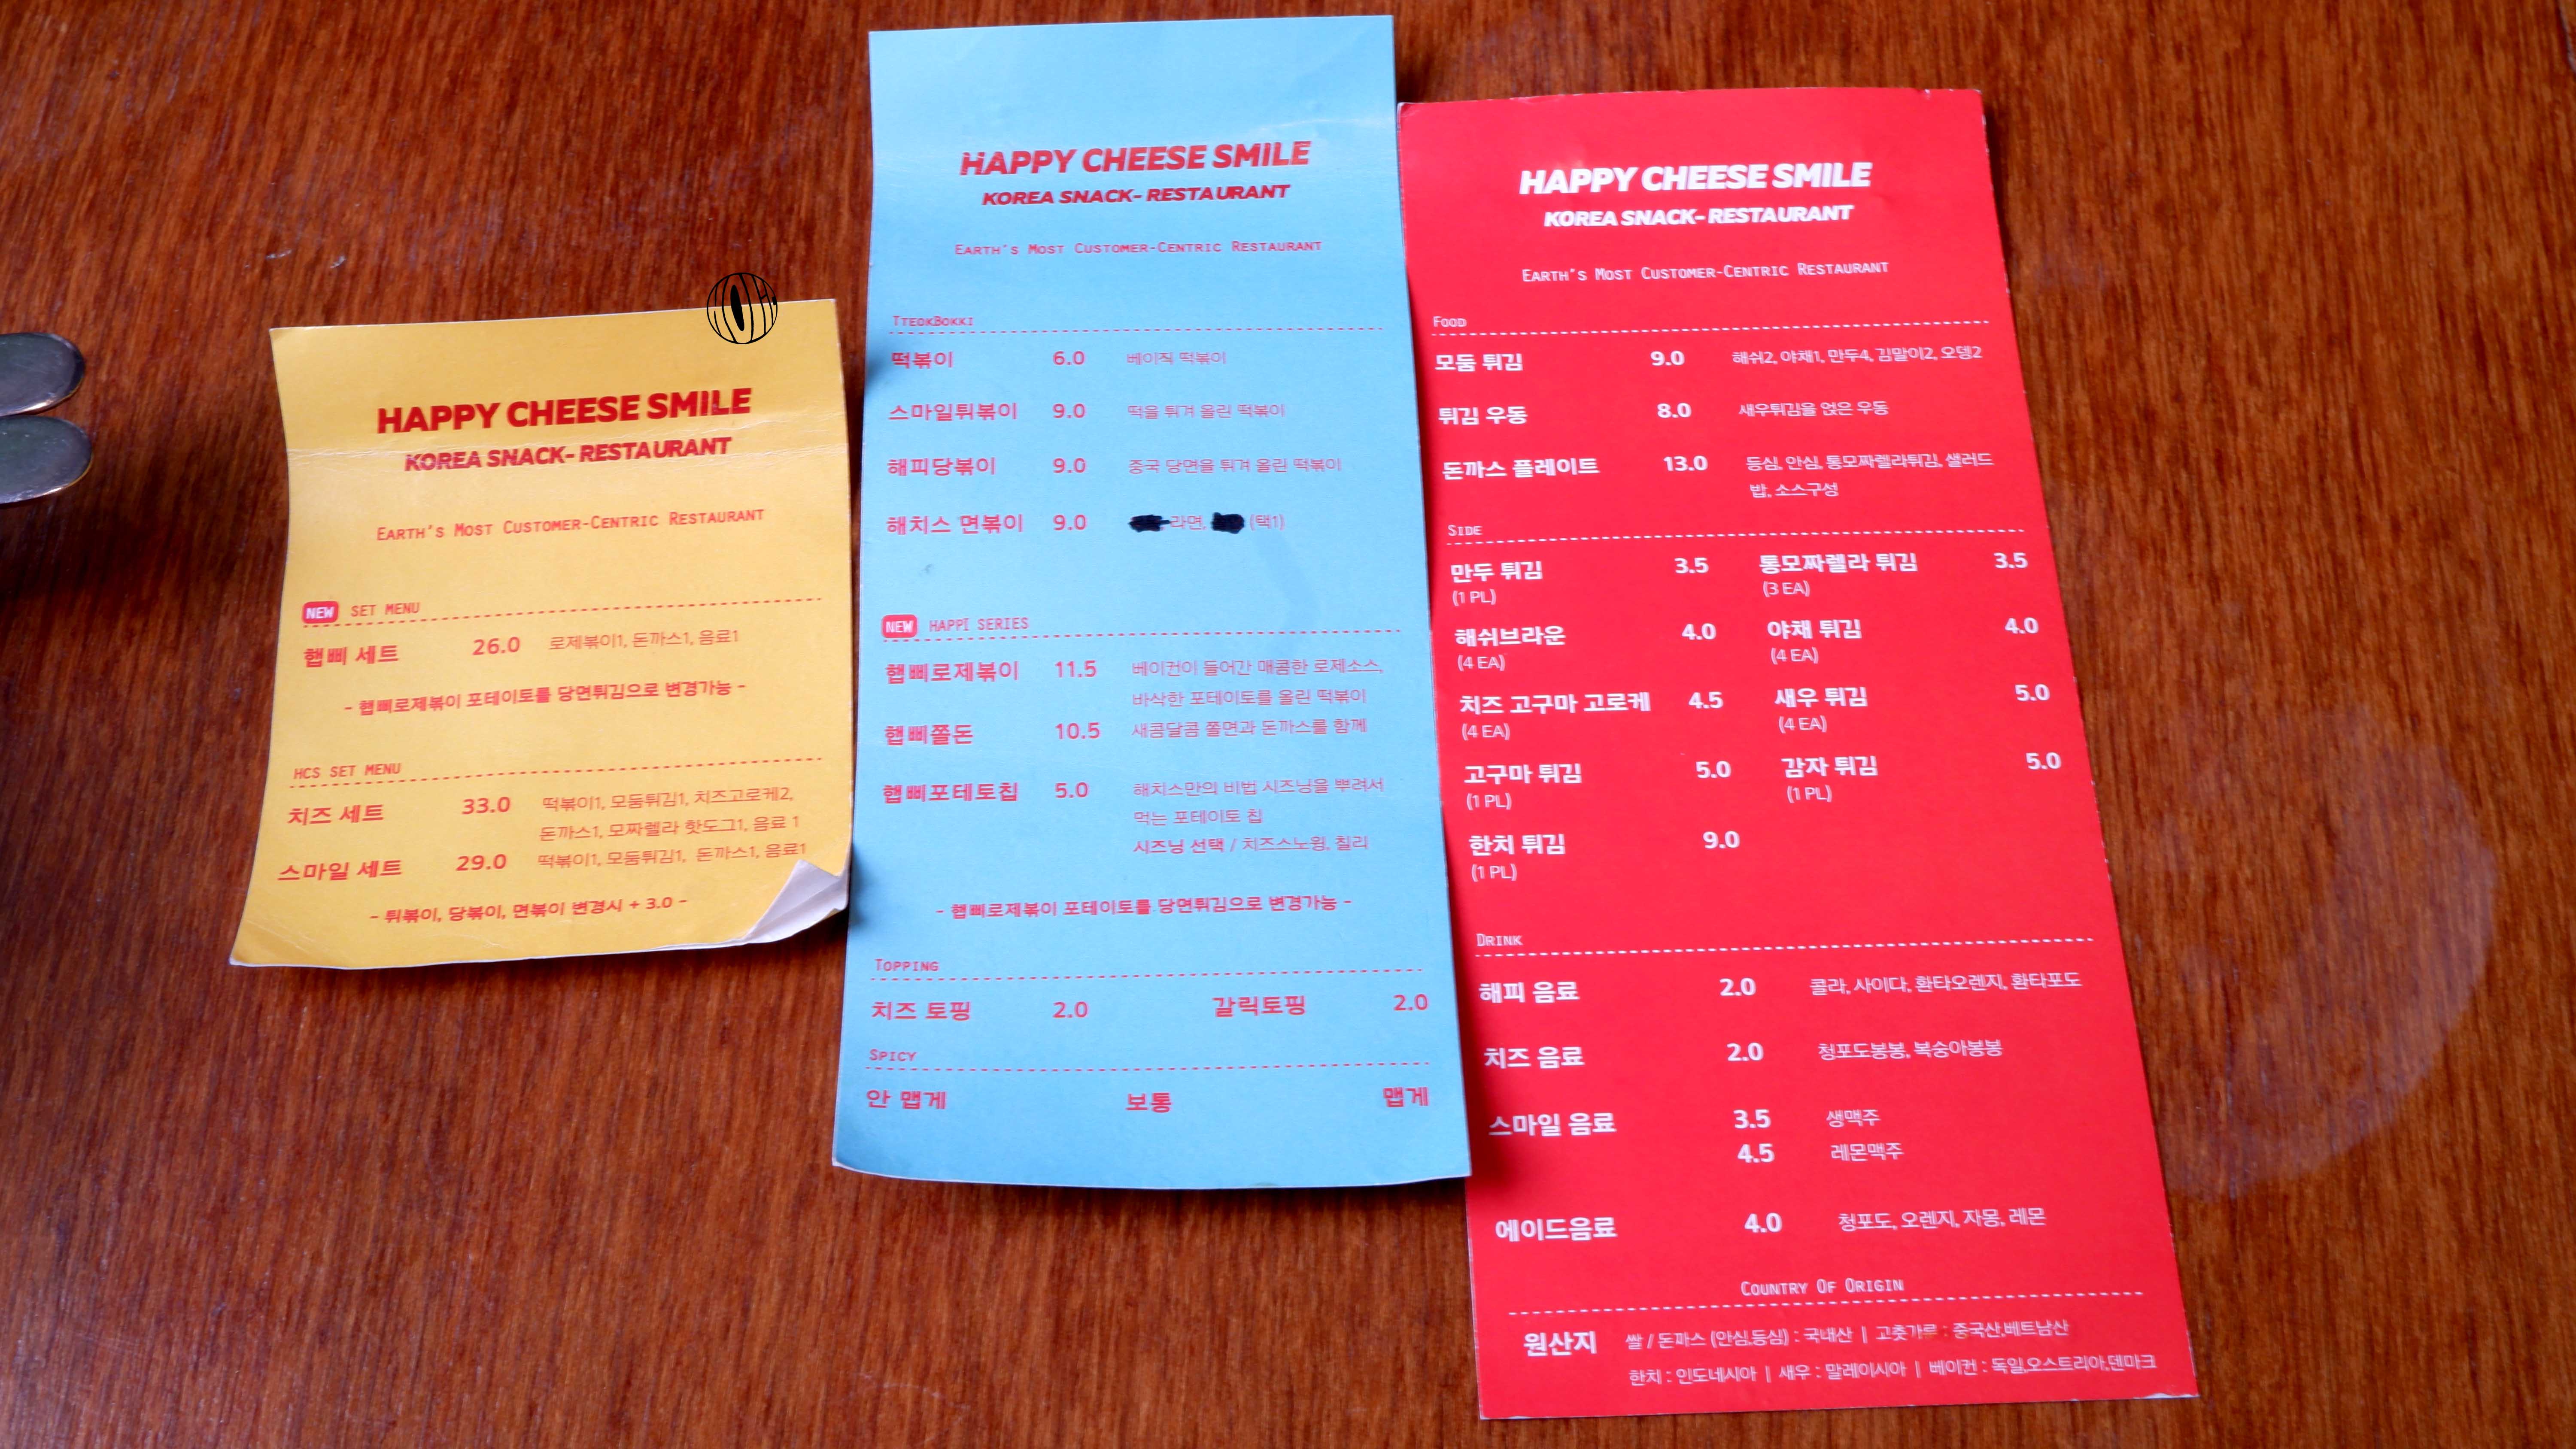 HAPPY CHEESE SMILE
KOREA SNACK- RESTAURANT
EARTH'S MOST CUSTOMER-CENTRIC RESTAURANT
NEW SET MENU
햅삐 세트 26.0 로제볶이1, 돈까스1, 음료1
- 햅삐로제볶이 포테이토를 당면튀김으로 변경가능 -
HCS SET MENU
치즈 세트 33.0 떡볶이1, 모둠튀김1, 치즈고로케2,
돈까스1, 모짜렐라 핫도그1, 음료 1
스마일 세트 29.0 떡볶이1, 모둠튀김1, 돈까스1, 음료1
- 튀볶이, 당볶이, 면볶이 변경시 + 3.0 -
HAPPY CHEESE SMILE
KOREA SNACK- RESTAURANT
EARTH'S MOST CUSTOMER-CENTRIC RESTAURANT
TTEOKBOKKI
떡볶이 6.0 베이직 떡볶이
스마일튀볶이 9.0 떡을 튀겨 올린 떡볶이
해피당볶이 9.0 중국 당면을 튀겨 올린 떡볶이
해치스 면볶이 9.0 라면, (택1)
NEW HAPPI SERIES
햅삐로제볶이 11.5 베이컨이 들어간 매콤한 로제소스,
바삭한 포테이토를 올린 떡볶이
햅삐쫄돈 10.5 새콤달콤 쫄면과 돈까스를 함께
햅삐포테토칩 5.0 해치스만의 비법 시즈닝을 뿌려서
먹는 포테이토 칩
시즈닝 선택 / 치즈스노윙, 칠리
- 햅삐로제볶이 포테이토를 당면튀김으로 변경가능 -
TOPPING
치즈 토핑 2.0 갈릭토핑 2.0
SPICY
안 맵게 보통 맵게
HAPPY CHEESE SMILE
KOREA SNACK- RESTAURANT
EARTH'S MOST CUSTOMER-CENTRIC RESTAURANT
FOOD
모둠 튀김 9.0 해쉬2, 야채1, 만두4, 김말이2, 오뎅2
튀김 우동 8.0 새우튀김을 얹은 우동
돈까스 플레이트 13.0 등심, 안심, 통모짜렐라튀김, 샐러드
밥, 소스구성
SIDE
만두 튀김 3.5 통모짜렐라 튀김 3.5
(1 PL) (3 EA)
해쉬브라운 4.0 야채 튀김 4.0
(4 EA) (4 EA)
치즈 고구마 고로케 4.5 새우 튀김 5.0
(4 EA) (4 EA)
고구마 튀김 5.0 감자 튀김 5.0
(1 PL) (1 PL)
한치 튀김 9.0
(1 PL)
DRINK
해피 음료 2.0 콜라, 사이다, 환타오렌지, 환타포도
치즈 음료 2.0 청포도봉봉, 복숭아봉봉
스마일 음료 3.5 생맥주
4.5 레몬맥주
에이드음료 4.0 청포도, 오렌지, 자몽, 레몬
COUNTRY OF ORIGIN
원산지 쌀 / 돈까스 (안심,등심) : 국내산 | 고춧가루 : 중국산,베트남산
한치 : 인도네시아 | 새우 : 말레이시아 | 베이컨 : 독일,오스트리아,덴마크